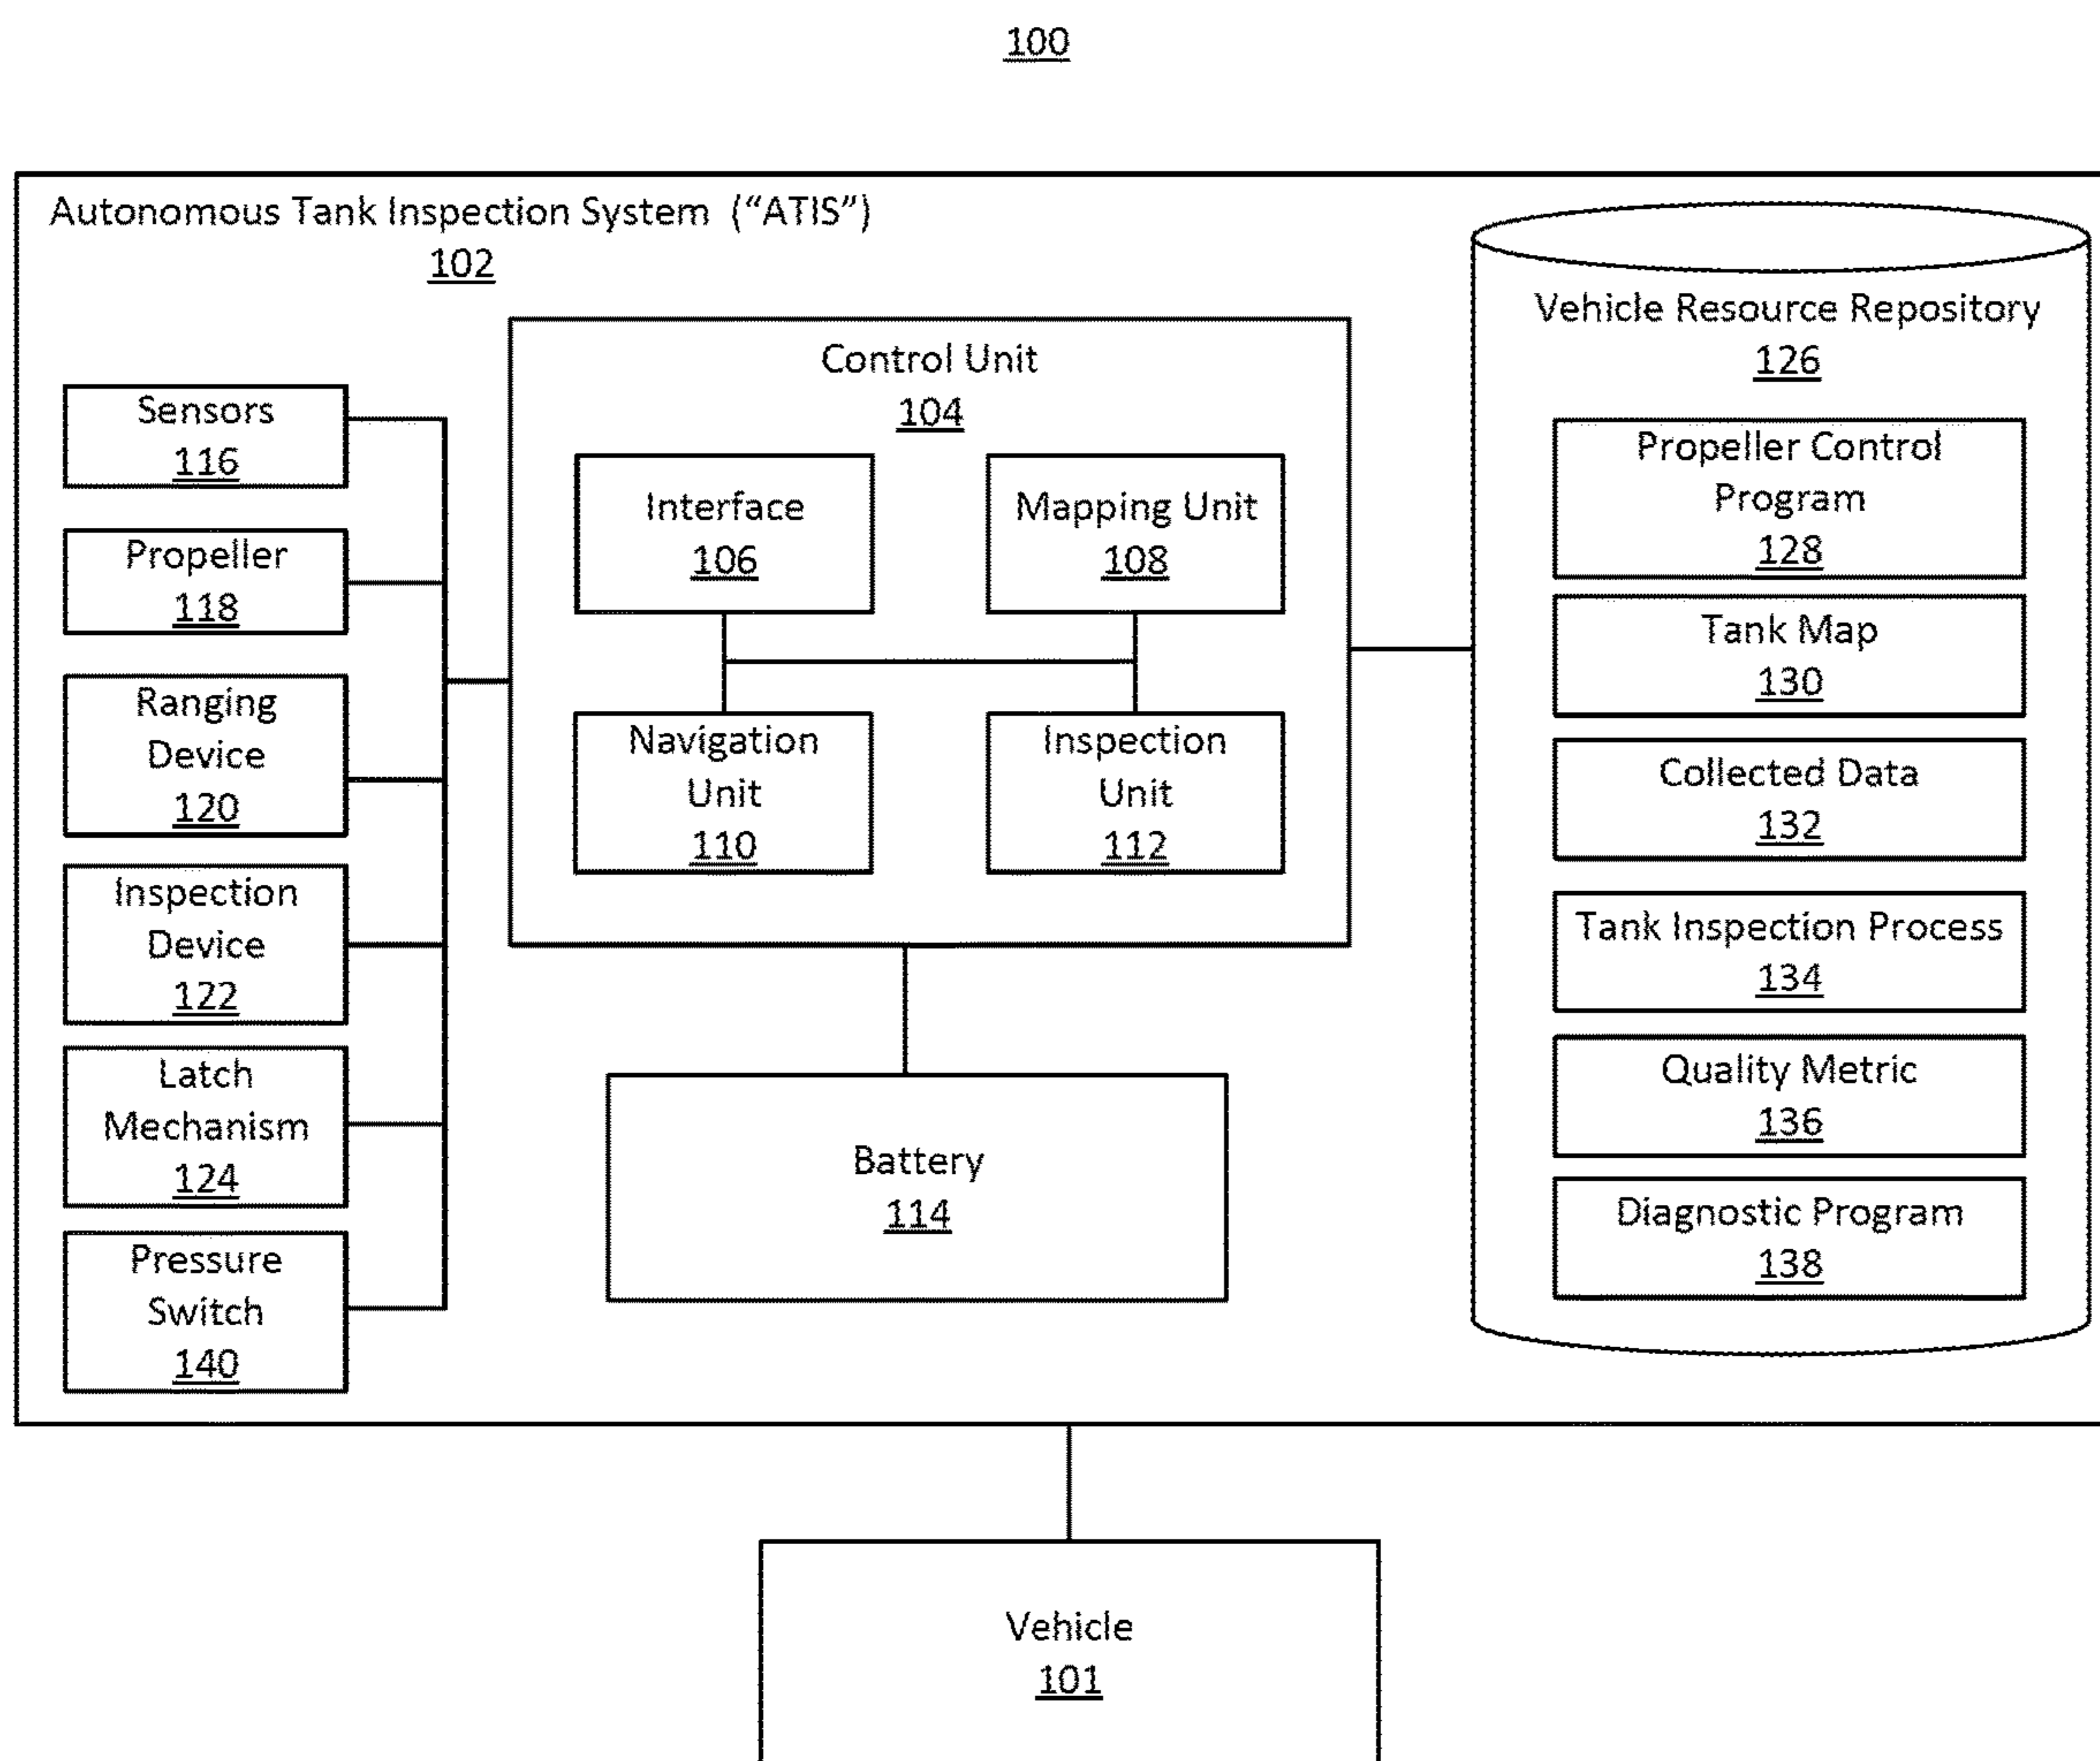 100
Autonomous Tank Inspection System ("ATIS")
102
Sensors
116
Propeller
118
Ranging
Device
120
Inspection
Device
122
Latch
Mechanism
124
Pressure
Switch
140
Control Unit
104
Interface
106
Mapping Unit
108
Navigation
Unit
110
Inspection
Unit
112
Battery
114
Vehicle Resource Repository
126
Propeller Control
Program
128
Tank Map
130
Collected Data
132
Tank Inspection Process
134
Quality Metric
136
Diagnostic Program
138
Vehicle
101